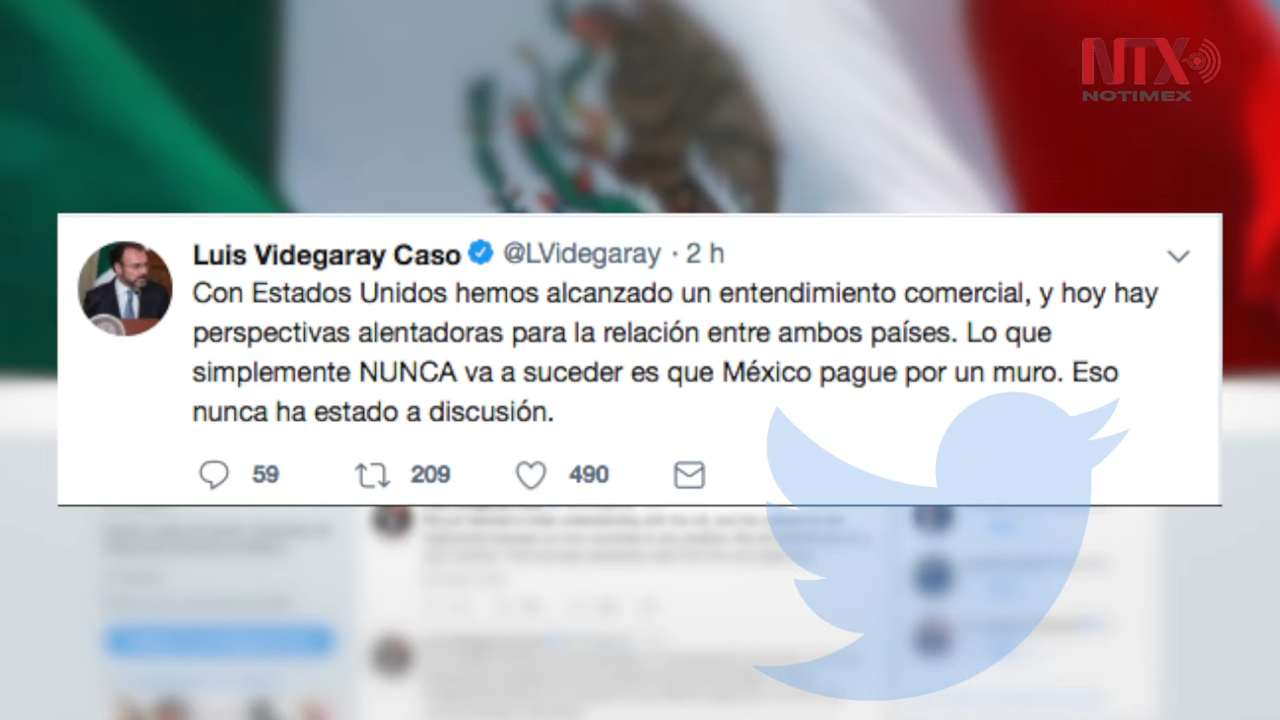 NTX
NOTIMEX
Luis Videgaray Caso @LVidegaray · 2 h
Con Estados Unidos hemos alcanzado un entendimiento comercial, y hoy hay
perspectivas alentadoras para la relación entre ambos países. Lo que
simplemente NUNCA va a suceder es que México pague por un muro. Eso
nunca ha estado a discusión.
59 209 490